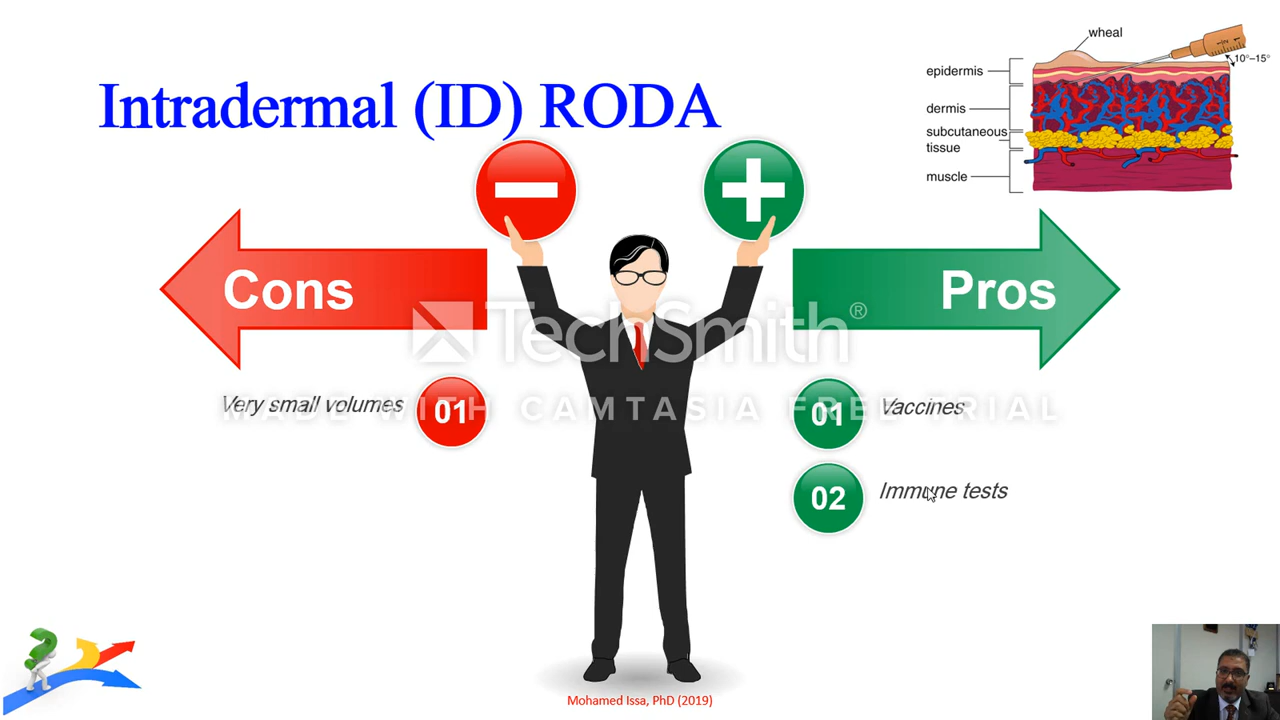 wheal
10°–15°
epidermis
dermis
subcutaneous
tissue
muscle
Intradermal (ID) RODA
Cons
Pros
TechSmith®
MADE WITH CAMTASIA FREE TRIAL
Very small volumes
01
01
Vaccines
02
Immune tests
Mohamed Issa, PhD (2019)